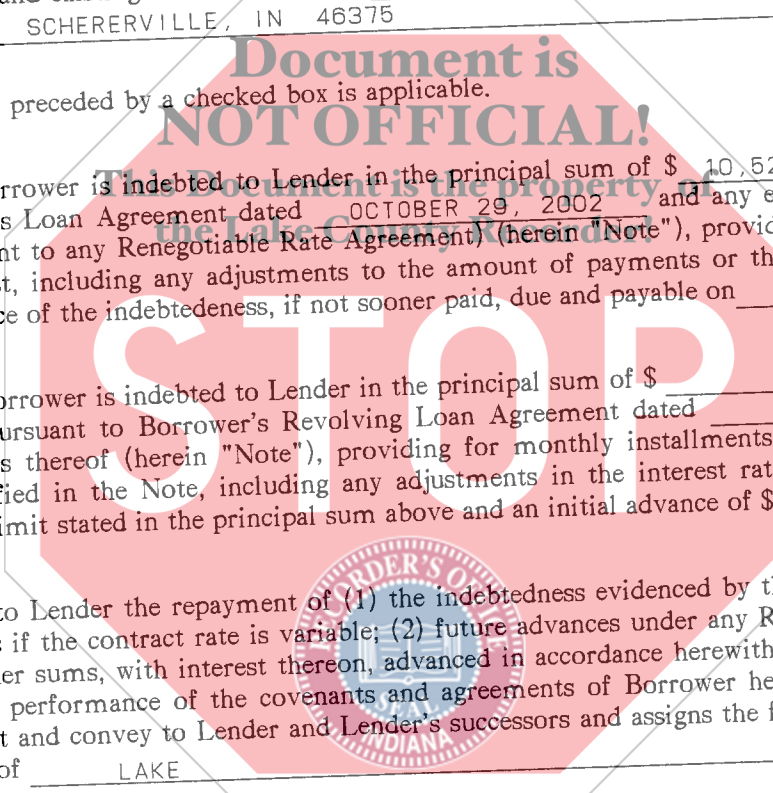 SCHERERVILLE, IN 46375
Document is
preceded by a checked box is applicable.
NOT OFFICIAL!
rrower is indebted to Lender in the principal sum of $ 10,52
This Document is the property of
s Loan Agreement dated OCTOBER 29, 2002 and any e
the Lake County Recorder!
nt to any Renegotiable Rate Agreement) (herein "Note"), provid
t, including any adjustments to the amount of payments or th
ce of the indebtedeness, if not sooner paid, due and payable on
STOP
orrower is indebted to Lender in the principal sum of $
ursuant to Borrower's Revolving Loan Agreement dated
s thereof (herein "Note"), providing for monthly installments
fied in the Note, including any adjustments in the interest rat
imit stated in the principal sum above and an initial advance of $
RECORDER'S OFFICE
to Lender the repayment of (1) the indebtedness evidenced by t
s if the contract rate is variable; (2) future advances under any R
er sums, with interest thereon, advanced in accordance herewith
performance of the covenants and agreements of Borrower he
SEAL
t and convey to Lender and Lender's successors and assigns the f
INDIANA
of LAKE